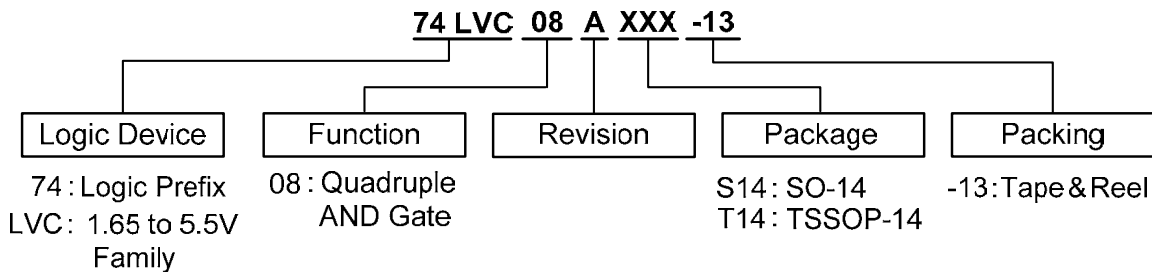 74 LVC 08 A XXX -13
Logic Device
Function
Revision
Package
Packing
74 : Logic Prefix
LVC : 1.65 to 5.5V
Family
08 : Quadruple
AND Gate
S14 : SO-14
T14 : TSSOP-14
-13 : Tape & Reel